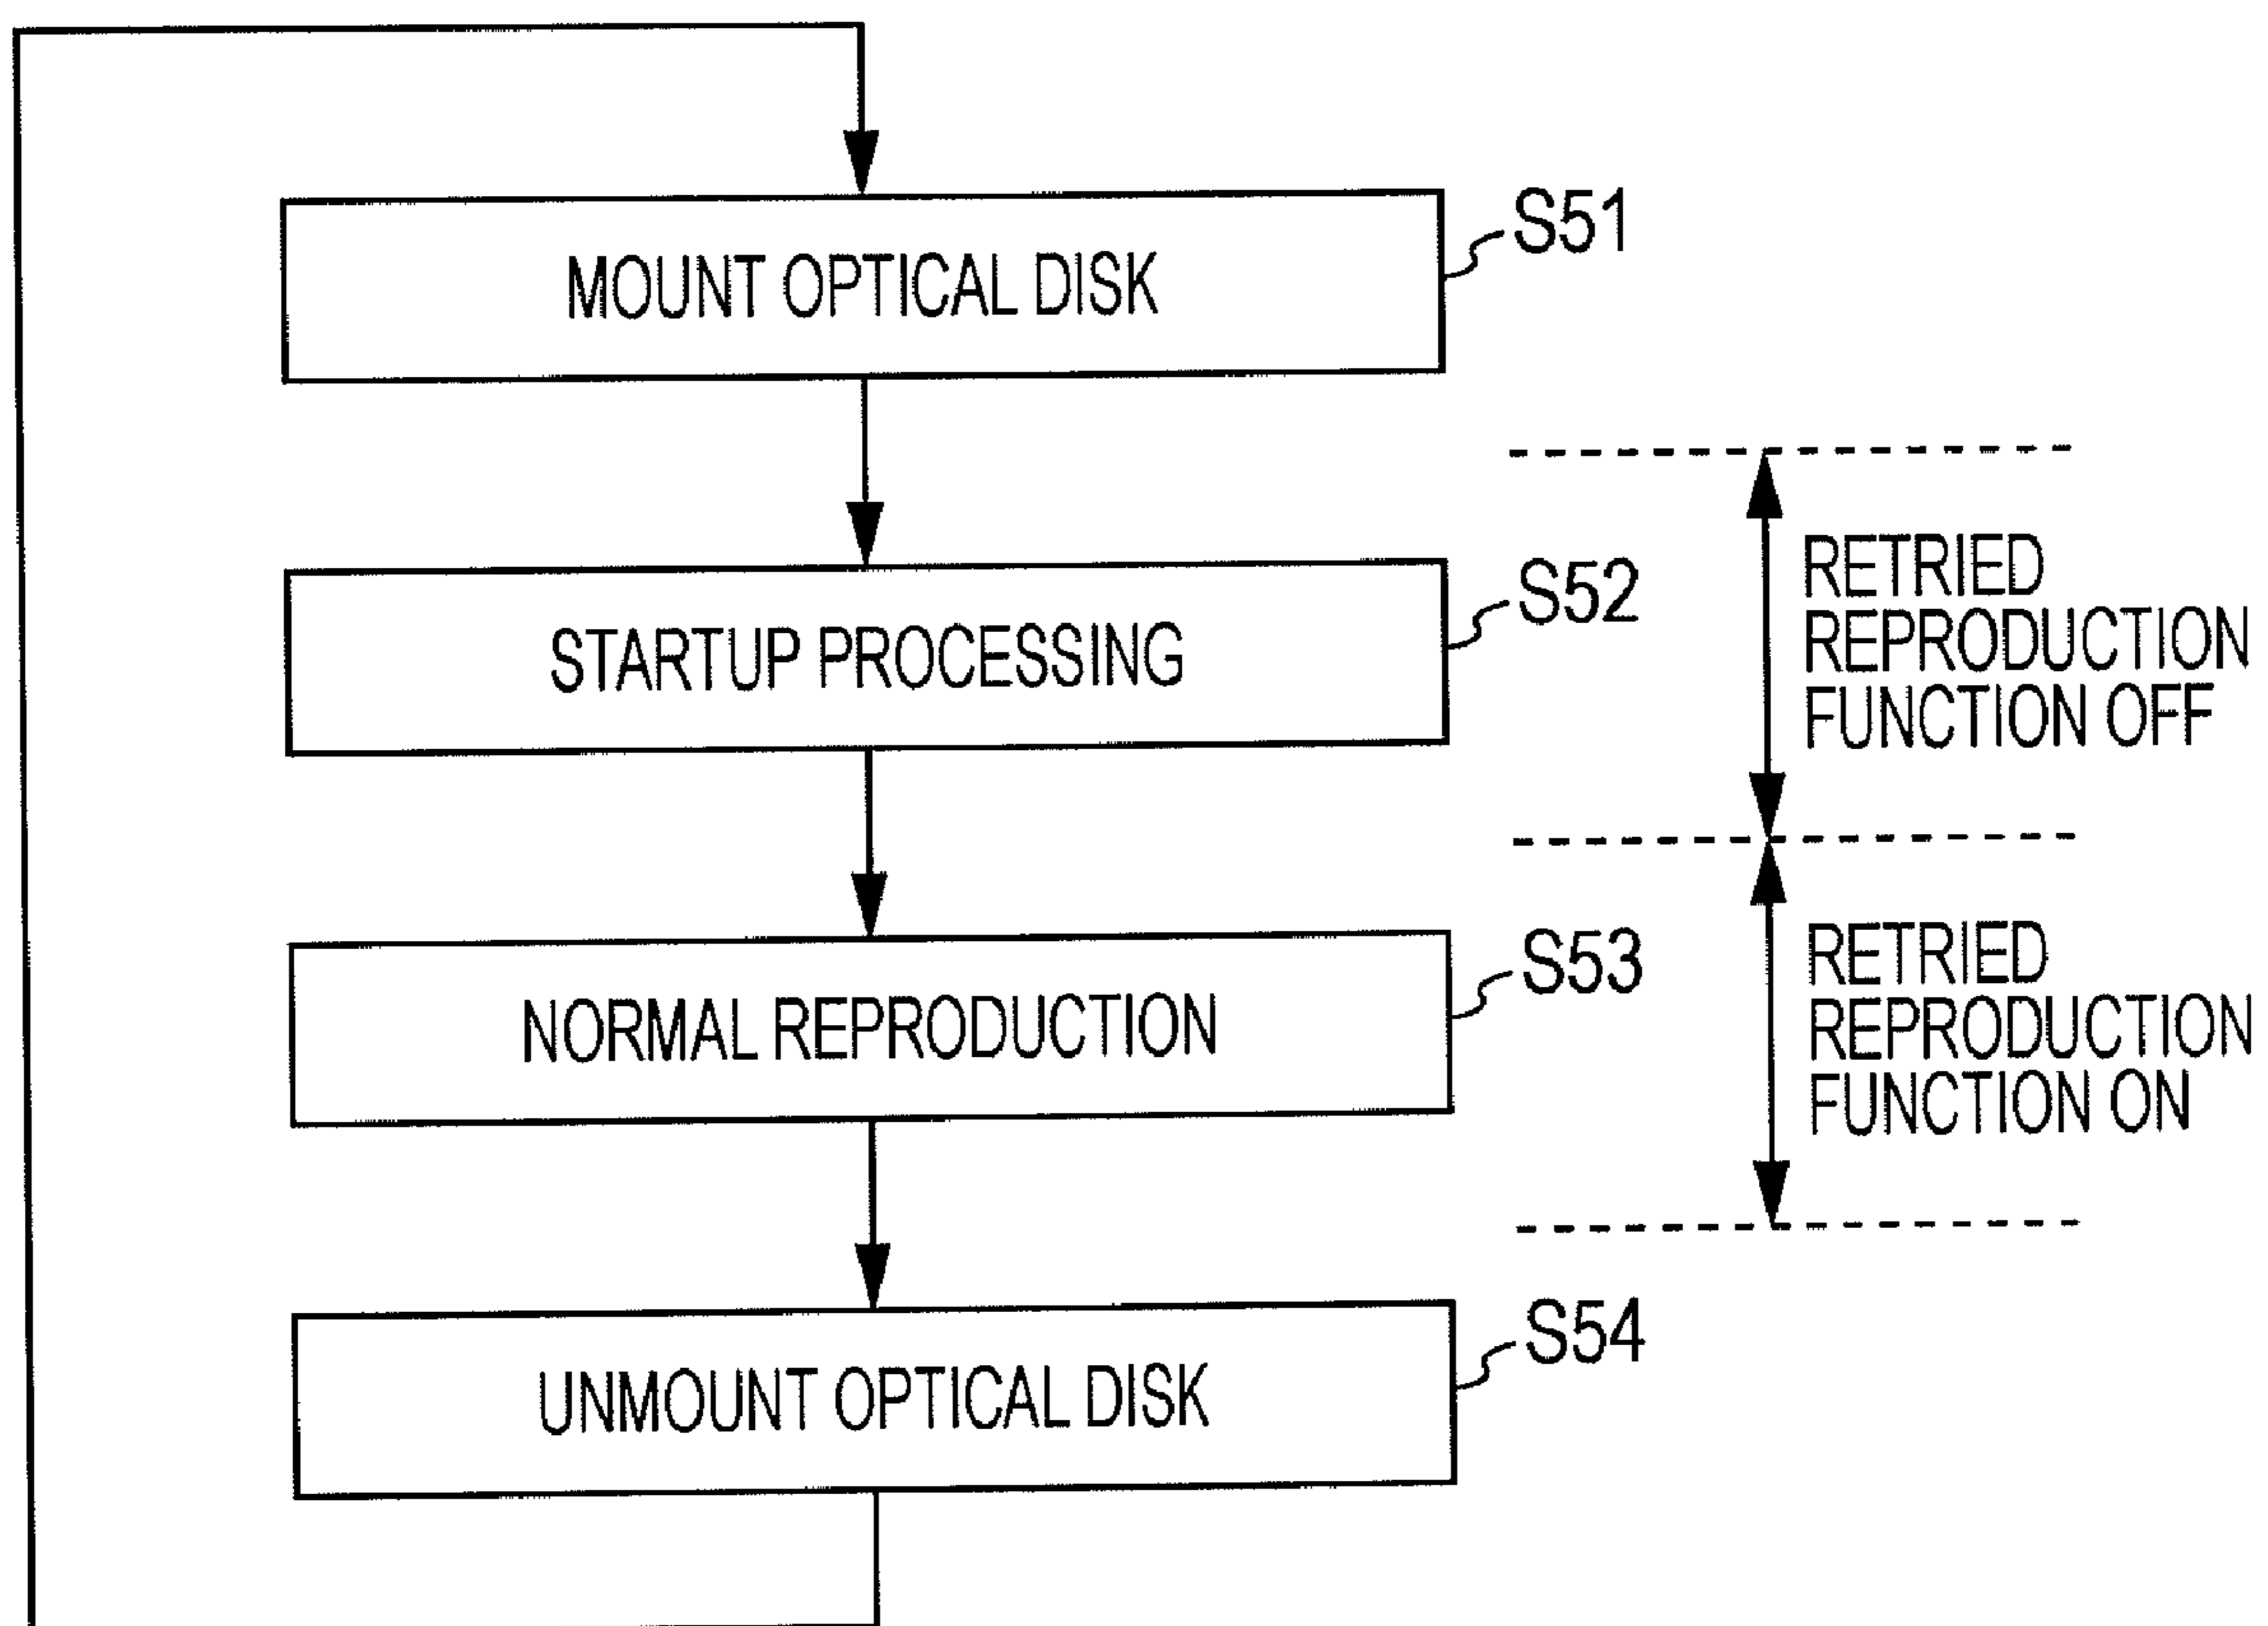 MOUNT OPTICAL DISK
S51
STARTUP PROCESSING
S52
RETRIED
REPRODUCTION
FUNCTION OFF
NORMAL REPRODUCTION
S53
RETRIED
REPRODUCTION
FUNCTION ON
UNMOUNT OPTICAL DISK
S54